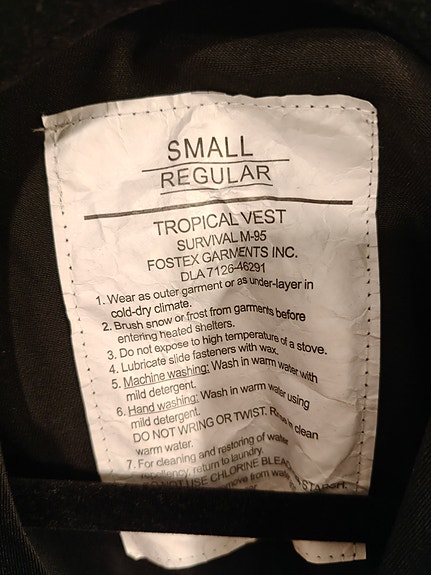 SMALL
REGULAR
TROPICAL VEST
SURVIVAL M-95
FOSTEX GARMENTS INC.
DLA 7126-46291
1. Wear as outer garment or as under-layer in
cold-dry climate.
2. Brush snow or frost from garments before
entering heated shelters.
3. Do not expose to high temperature of a stove.
4. Lubricate slide fasteners with wax.
5. Machine washing: Wash in warm water with
mild detergent.
6. Hand washing: Wash in warm water using
mild detergent.
DO NOT WRING OR TWIST. Rinse in clean
warm water.
7. For cleaning and restoring of water
repellency, return to laundry.
USE CHLORINE STARCH.
remove from